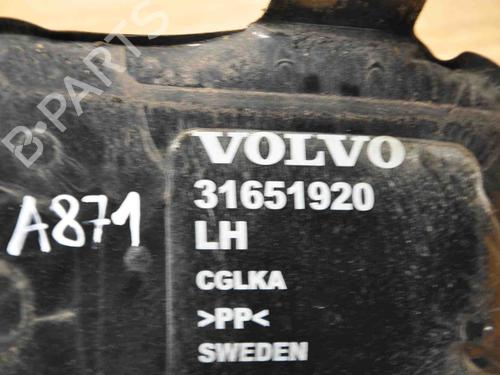 VOLVO
31651920
LH
A871
CGLKA
>PP<
SWEDEN
B-PARTS